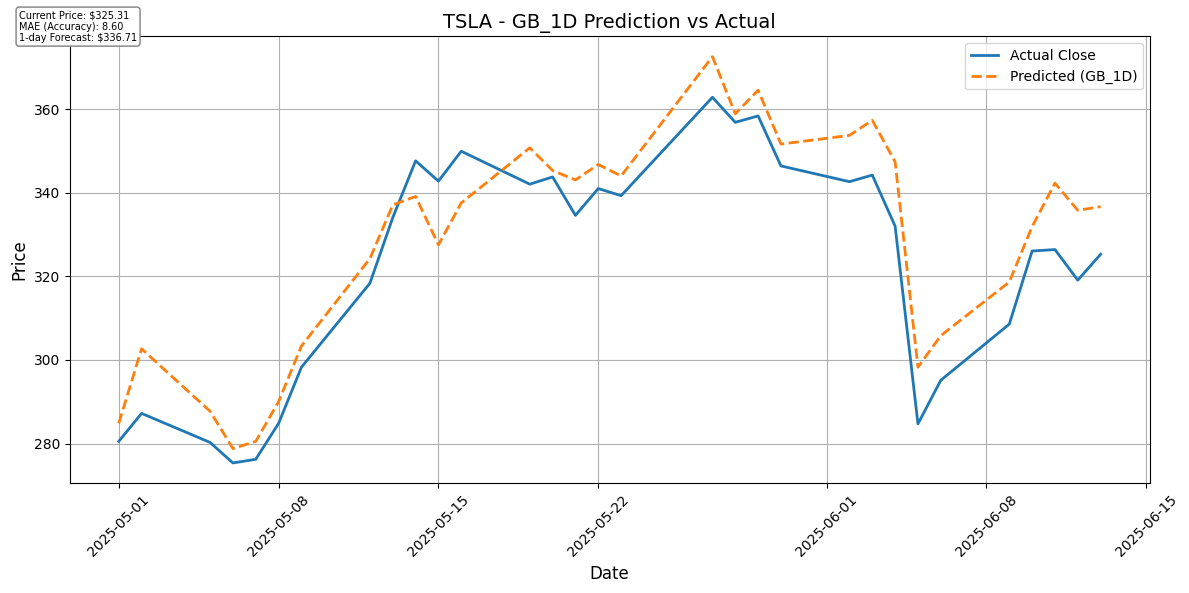 Current Price: $325.31
MAE (Accuracy): 8.60
1-day Forecast: $336.71
TSLA - GB_1D Prediction vs Actual
Actual Close
Predicted (GB_1D)
Price
360
340
320
300
280
2025-05-01
2025-05-08
2025-05-15
2025-05-22
2025-06-01
2025-06-08
2025-06-15
Date